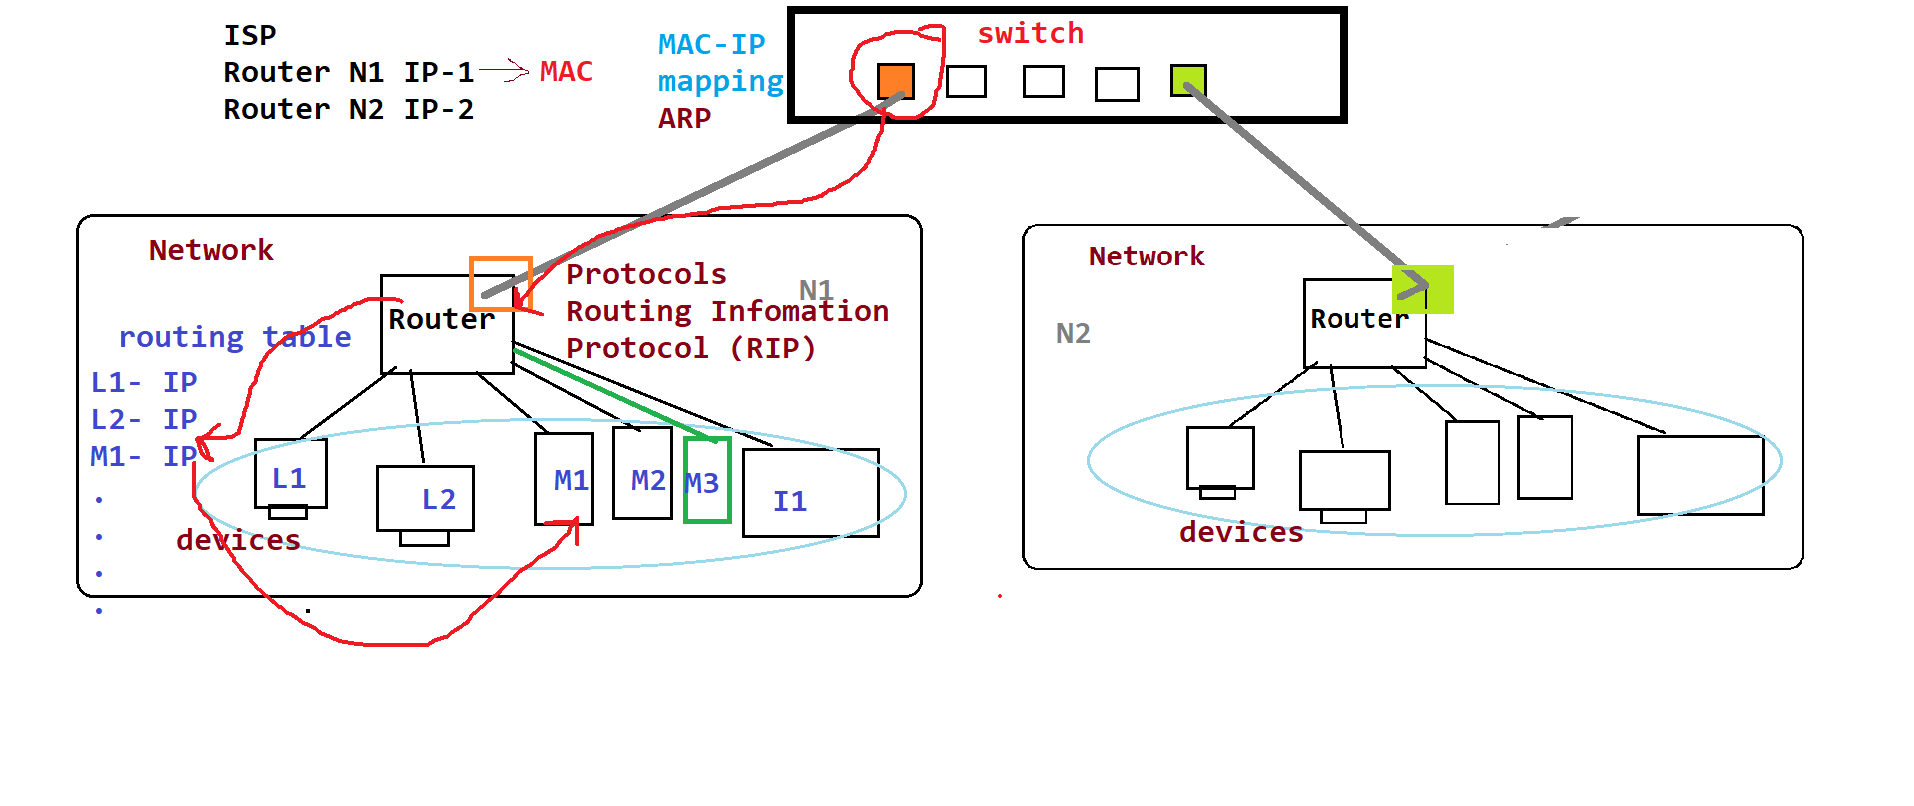 ISP
Router N1 IP-1
MAC
Router N2 IP-2
MAC-IP
mapping
ARP
switch
Network
Protocols
N1
Routing Infomation
Protocol (RIP)
Router
routing table
L1- IP
L2- IP
M1- IP
.
.
.
.
L1
L2
M1
M2
M3
I1
devices
Network
N2
Router
devices